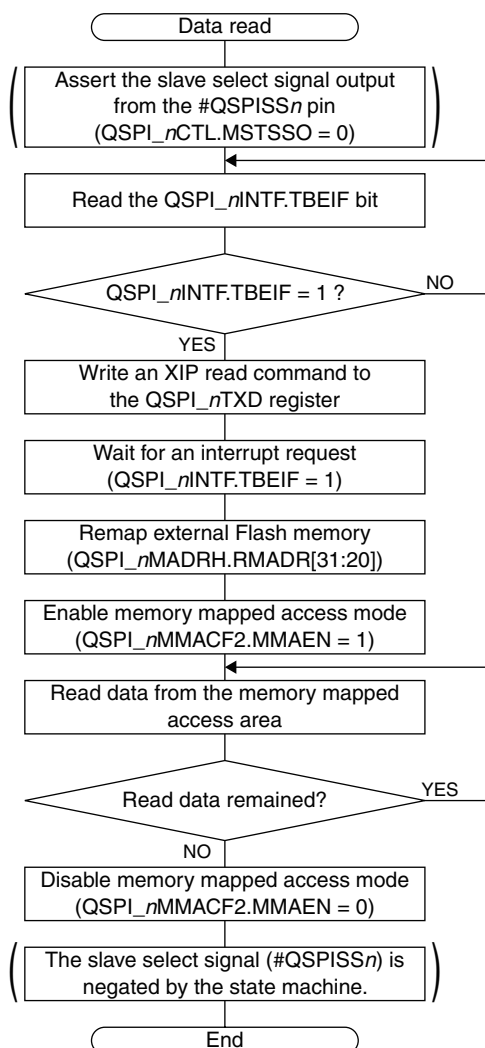 Data read
Assert the slave select signal output
from the #QSPISSn pin
(QSPI_nCTL.MSTSSO = 0)
Read the QSPI_nINTF.TBEIF bit
QSPI_nINTF.TBEIF = 1 ?
NO
YES
Write an XIP read command to
the QSPI_nTXD register
Wait for an interrupt request
(QSPI_nINTF.TBEIF = 1)
Remap external Flash memory
(QSPI_nMADRH.RMADR[31:20])
Enable memory mapped access mode
(QSPI_nMMACF2.MMAEN = 1)
Read data from the memory mapped
access area
Read data remained?
YES
NO
Disable memory mapped access mode
(QSPI_nMMACF2.MMAEN = 0)
The slave select signal (#QSPISSn) is
negated by the state machine.
End